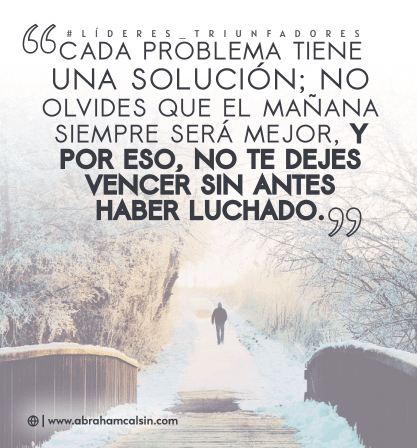 #LÍDERES_TRIUNFADORES
“CADA PROBLEMA TIENE
UNA SOLUCIÓN; NO
OLVIDES QUE EL MAÑANA
SIEMPRE SERÁ MEJOR, Y
POR ESO, NO TE DEJES
VENCER SIN ANTES
HABER LUCHADO.”
| www.abrahamcalsin.com